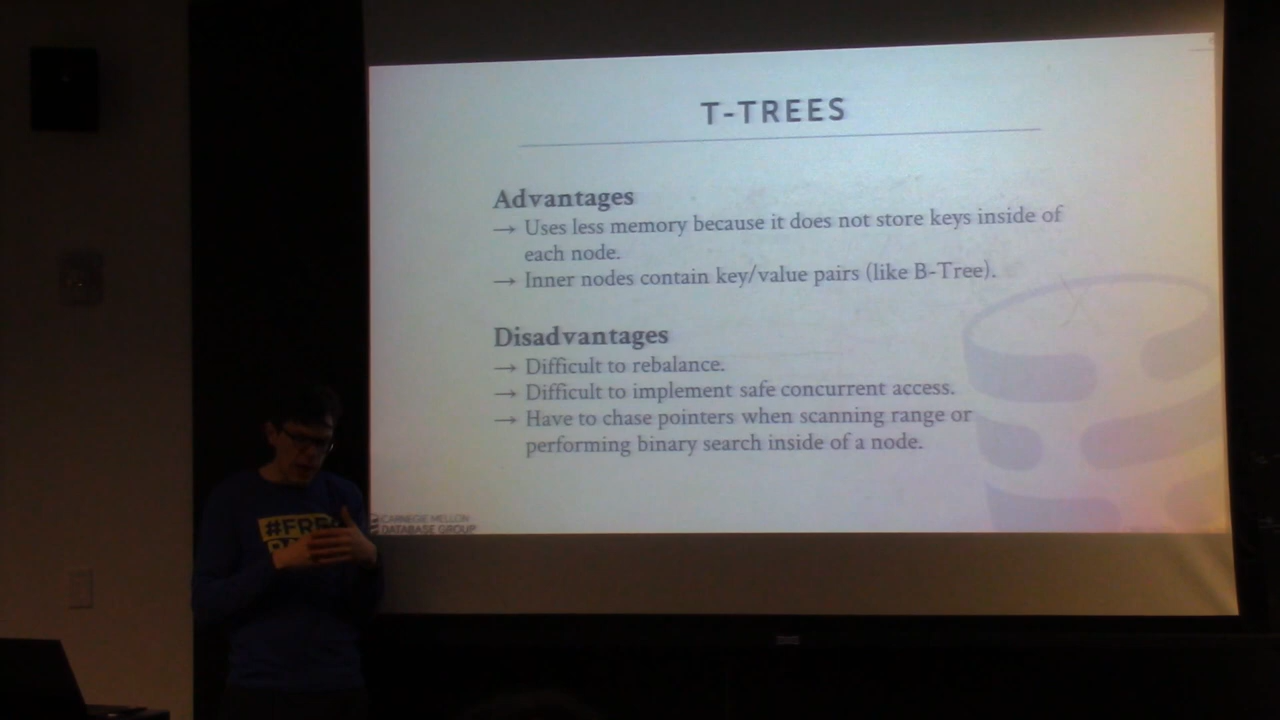 T-TREES
Advantages
→ Uses less memory because it does not store keys inside of
each node.
→ Inner nodes contain key/value pairs (like B-Tree).
Disadvantages
→ Difficult to rebalance.
→ Difficult to implement safe concurrent access.
→ Have to chase pointers when scanning range or
performing binary search inside of a node.
CARNEGIE MELLON
DATABASE GROUP